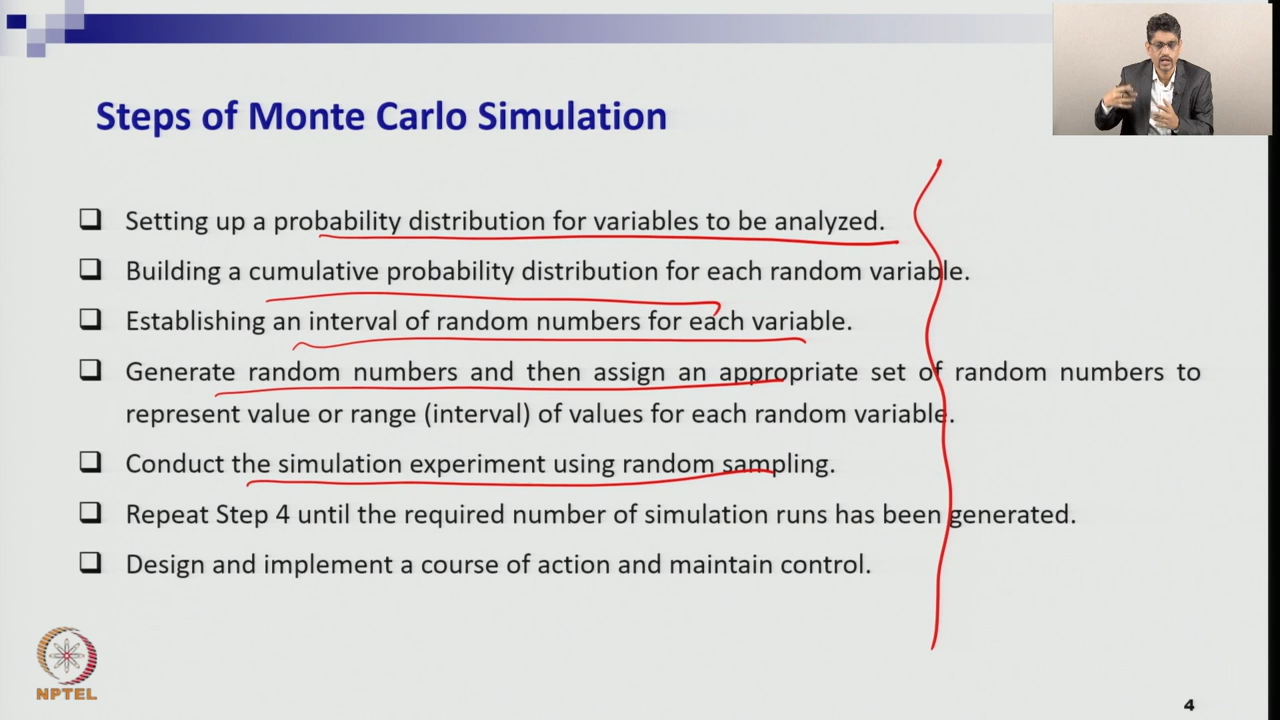 Steps of Monte Carlo Simulation
❑ Setting up a probability distribution for variables to be analyzed.
❑ Building a cumulative probability distribution for each random variable.
❑ Establishing an interval of random numbers for each variable.
❑ Generate random numbers and then assign an appropriate set of random numbers to
represent value or range (interval) of values for each random variable.
❑ Conduct the simulation experiment using random sampling.
❑ Repeat Step 4 until the required number of simulation runs has been generated.
❑ Design and implement a course of action and maintain control.
NPTEL
4